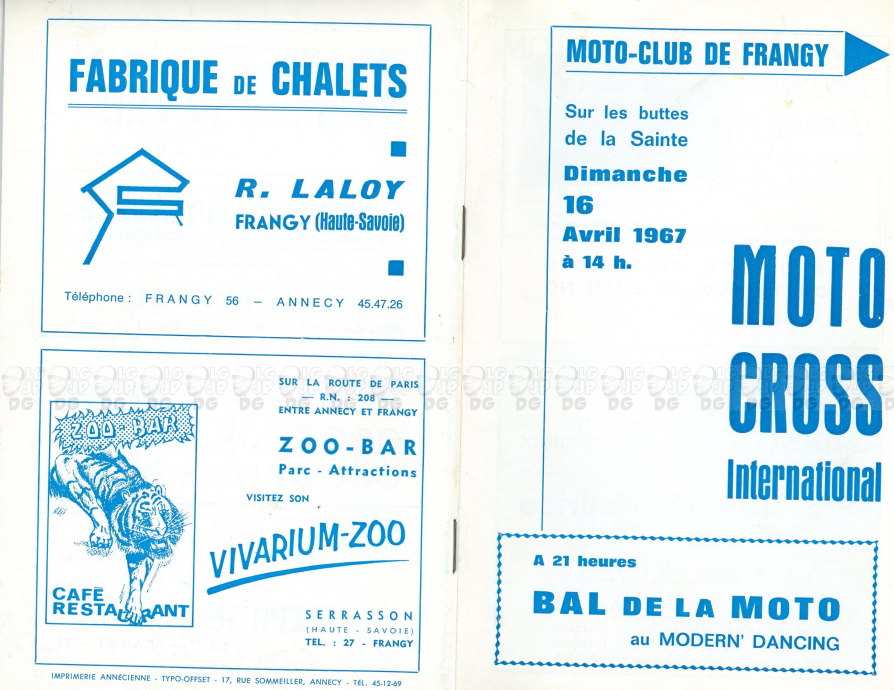 FABRIQUE DE CHALETS
R. LALOY
FRANGY (Haute-Savoie)
Téléphone : FRANGY 56 — ANNECY 45.47.26
ZOO BAR
CAFÉ
RESTAURANT
SUR LA ROUTE DE PARIS
— R.N. : 208 —
ENTRE ANNECY ET FRANGY
ZOO-BAR
Parc - Attractions
VISITEZ SON
VIVARIUM-ZOO
SERRASSON
(HAUTE - SAVOIE)
TEL. : 27 - FRANGY
IMPRIMERIE ANNECIENNE - TYPO-OFFSET - 17, RUE SOMMEILLER, ANNECY - TÉL. 45-12-69
MOTO-CLUB DE FRANGY
Sur les buttes
de la Sainte
Dimanche
16
Avril 1967
à 14 h.
MOTO
CROSS
International
A 21 heures
BAL DE LA MOTO
au MODERN' DANCING